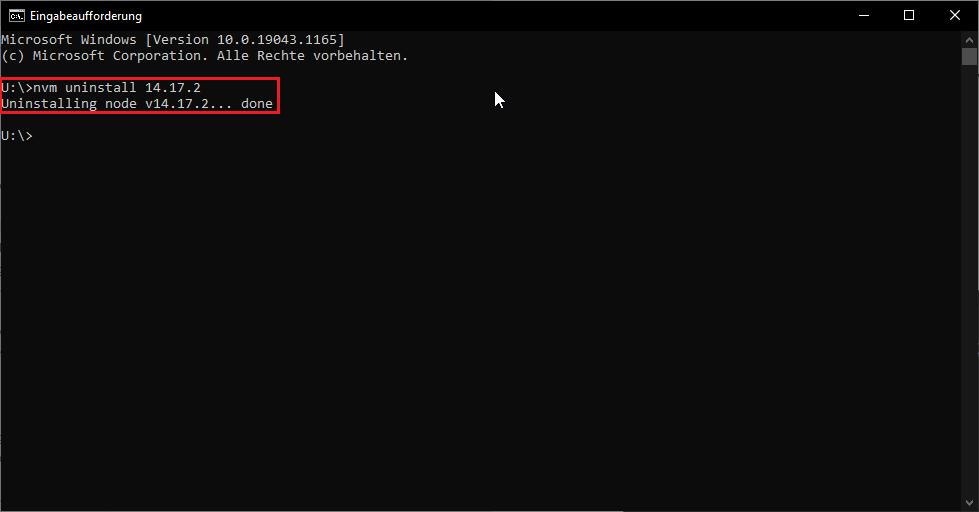 Eingabeaufforderung
Microsoft Windows [Version 10.0.19043.1165]
(c) Microsoft Corporation. Alle Rechte vorbehalten.
U:\>nvm uninstall 14.17.2
Uninstalling node v14.17.2... done
U:\>